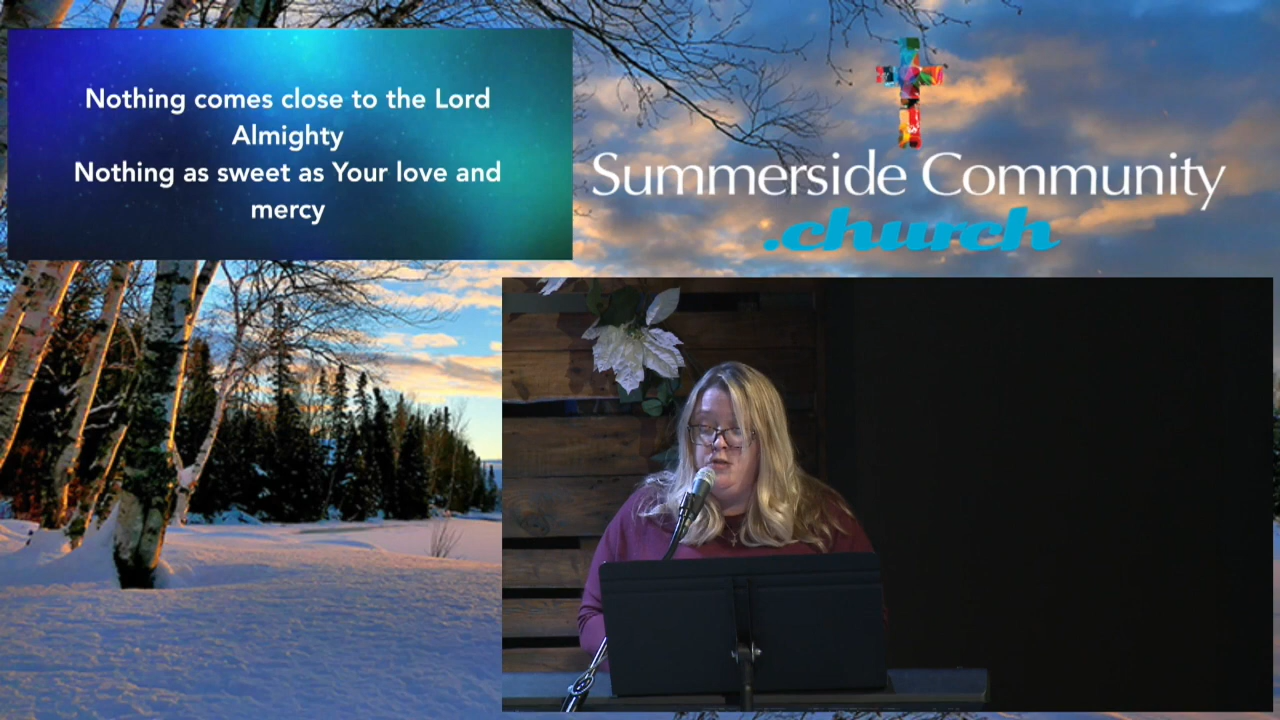 Nothing comes close to the Lord
Almighty
Nothing as sweet as Your love and
mercy
Summerside Community
.church